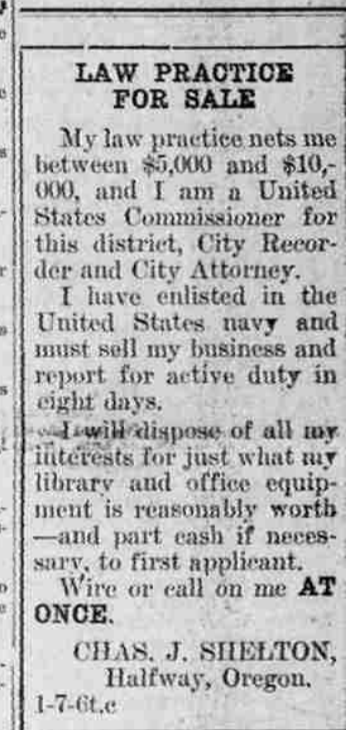 LAW PRACTICE
FOR SALE
My law practice nets me
between $5,000 and $10,-
000, and I am a United
States Commissioner for
this district, City Recor-
der and City Attorney.
I have enlisted in the
United States navy and
must sell my business and
report for active duty in
eight days.
I will dispose of all my
interests for just what my
library and office equip-
ment is reasonably worth
—and part cash if neces-
sary, to first applicant.
Wire or call on me AT
ONCE.
CHAS. J. SHELTON,
Halfway, Oregon.
1-7-6t.c